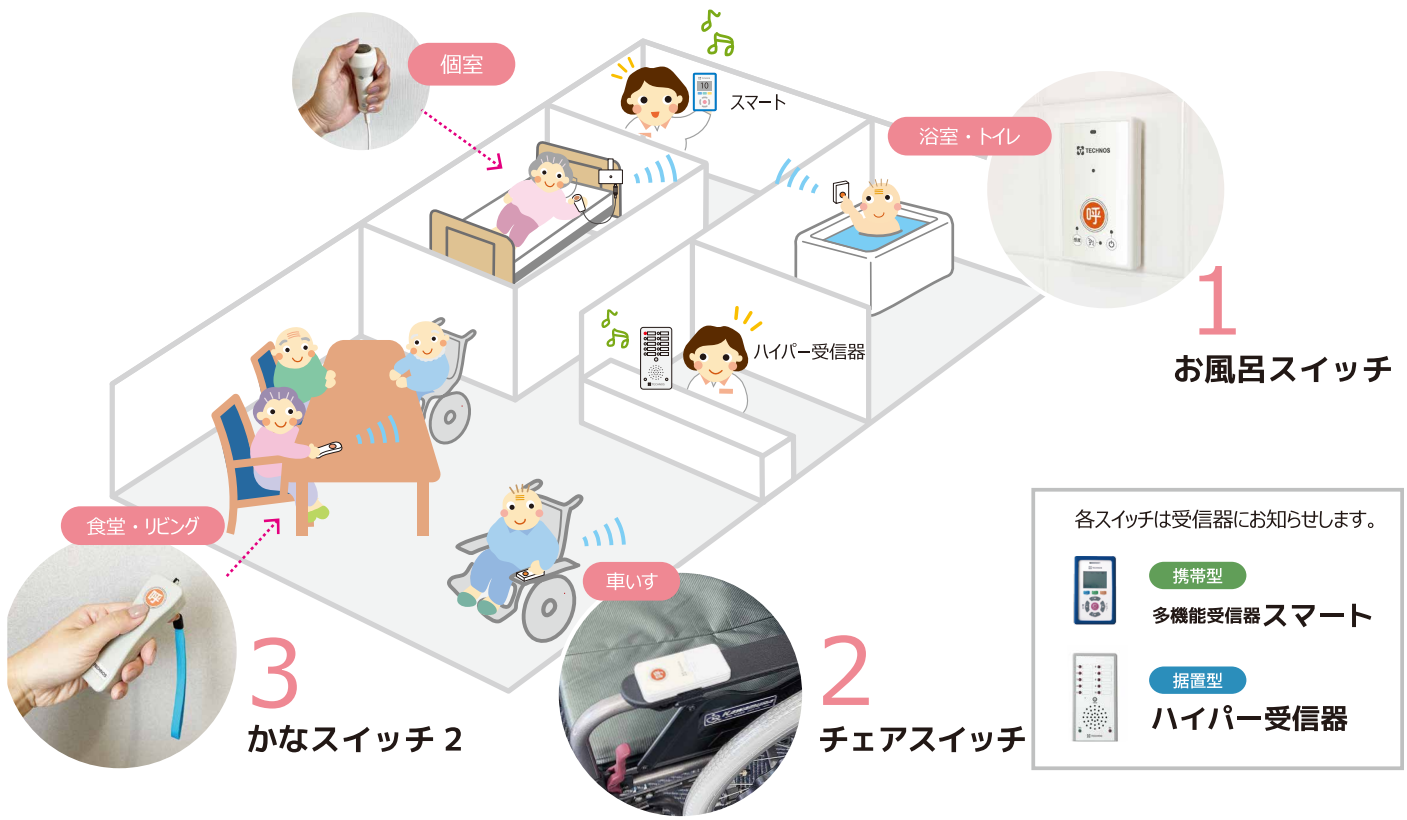 個室
スマート
浴室・トイレ
TECHNOS
呼
1
お風呂スイッチ
ハイパー受信器
食堂・リビング
呼
TECHNOS
3
かなスイッチ2
車いす
2
チェアスイッチ
各スイッチは受信器にお知らせします。
携帯型
多機能受信器スマート
据置型
ハイパー受信器